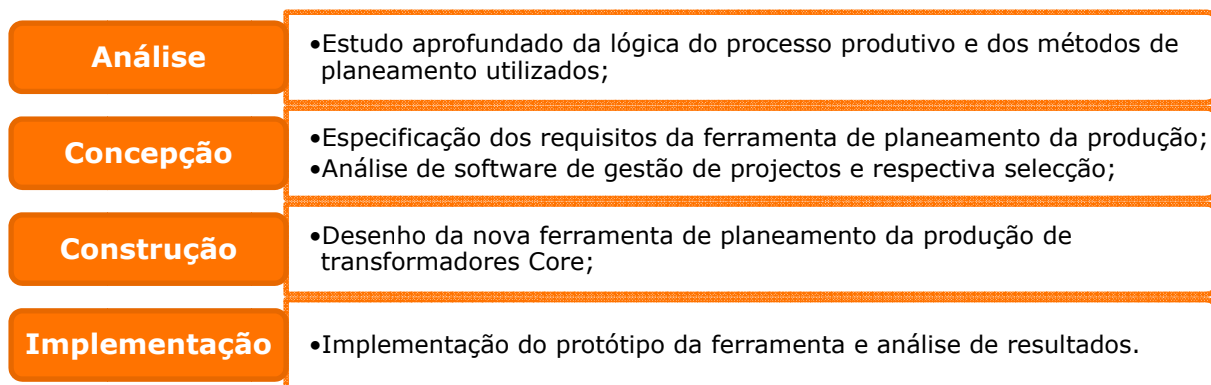 Análise
•Estudo aprofundado da lógica do processo produtivo e dos métodos de
planeamento utilizados;
Concepção
•Especificação dos requisitos da ferramenta de planeamento da produção;
•Análise de software de gestão de projectos e respectiva selecção;
Construção
•Desenho da nova ferramenta de planeamento da produção de
transformadores Core;
Implementação
•Implementação do protótipo da ferramenta e análise de resultados.